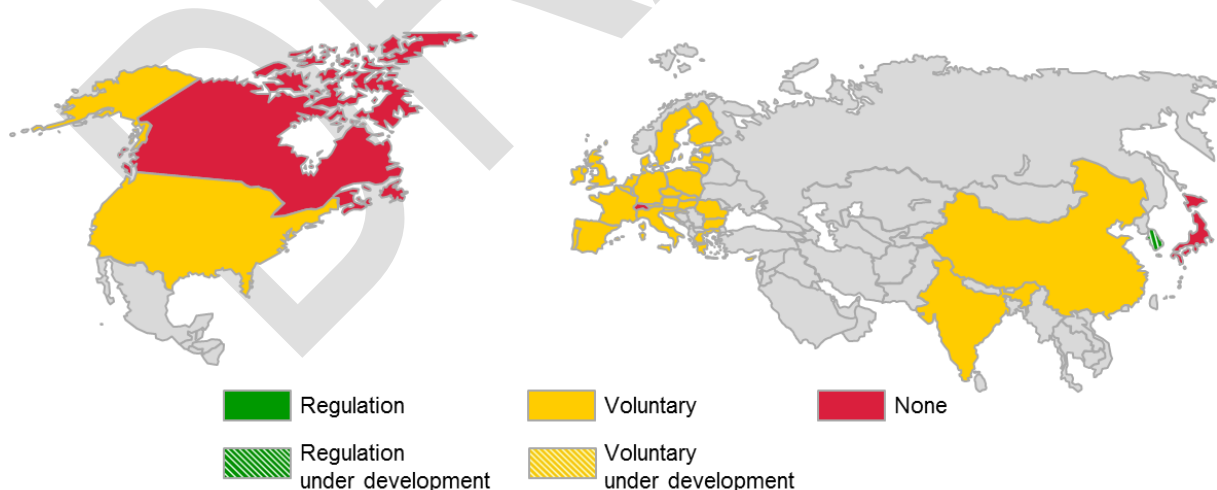 Regulation
Voluntary
None
Regulation
under development
Voluntary
under development